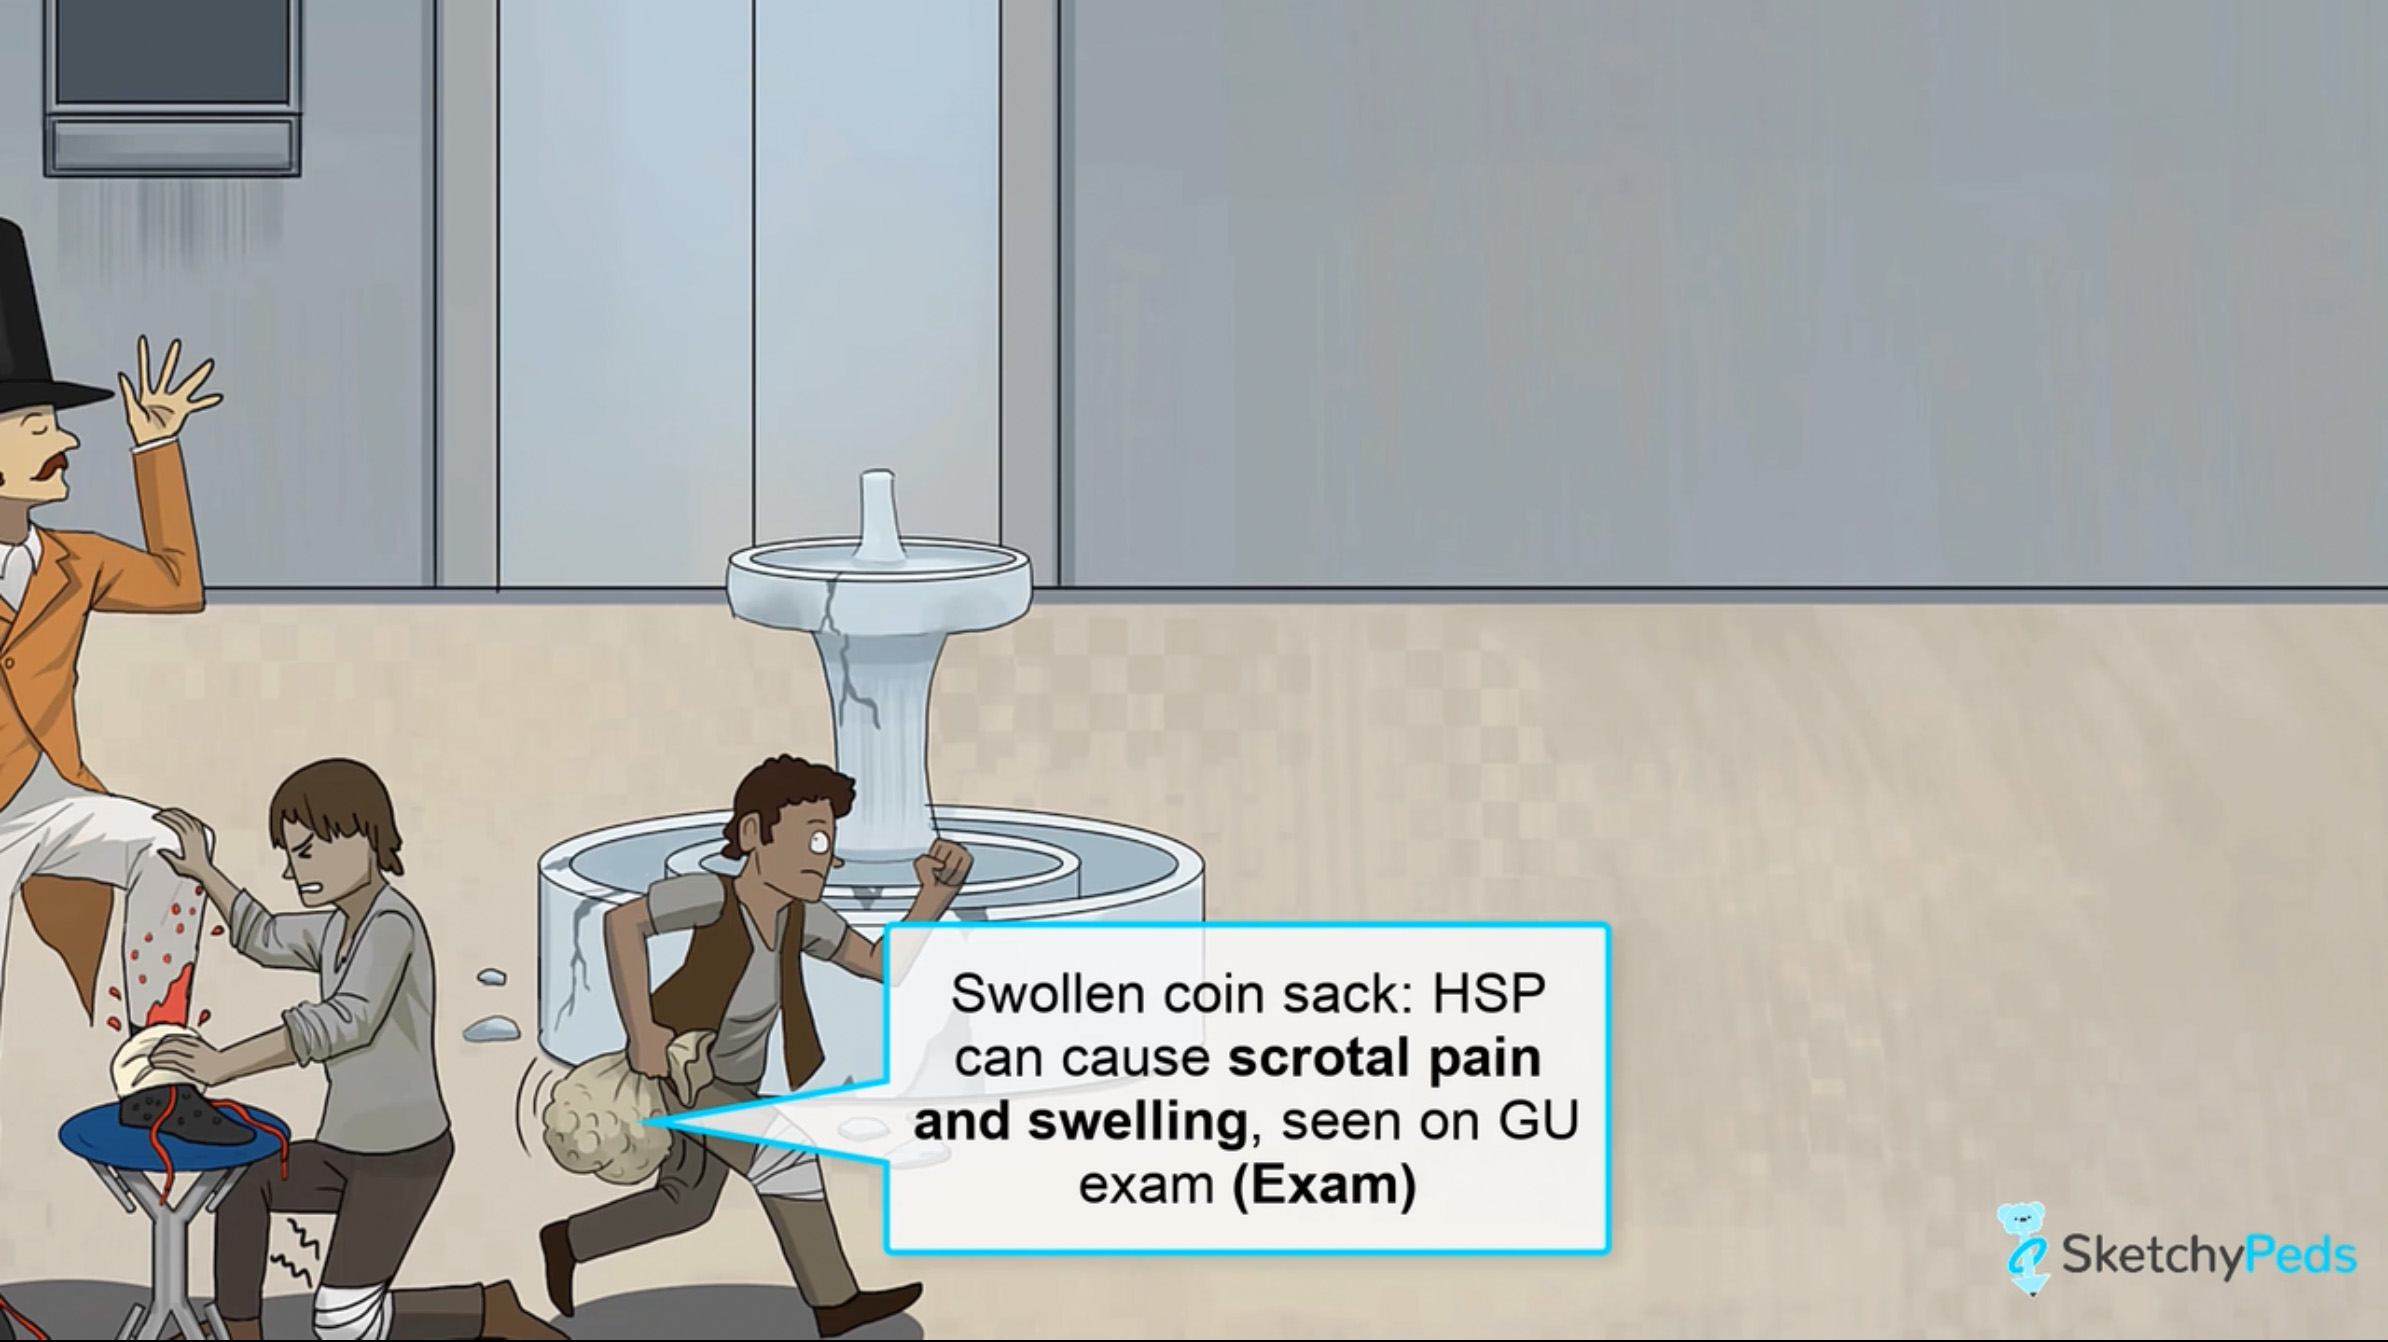 Swollen coin sack: HSP
can cause scrotal pain
and swelling, seen on GU
exam (Exam)
SketchyPeds